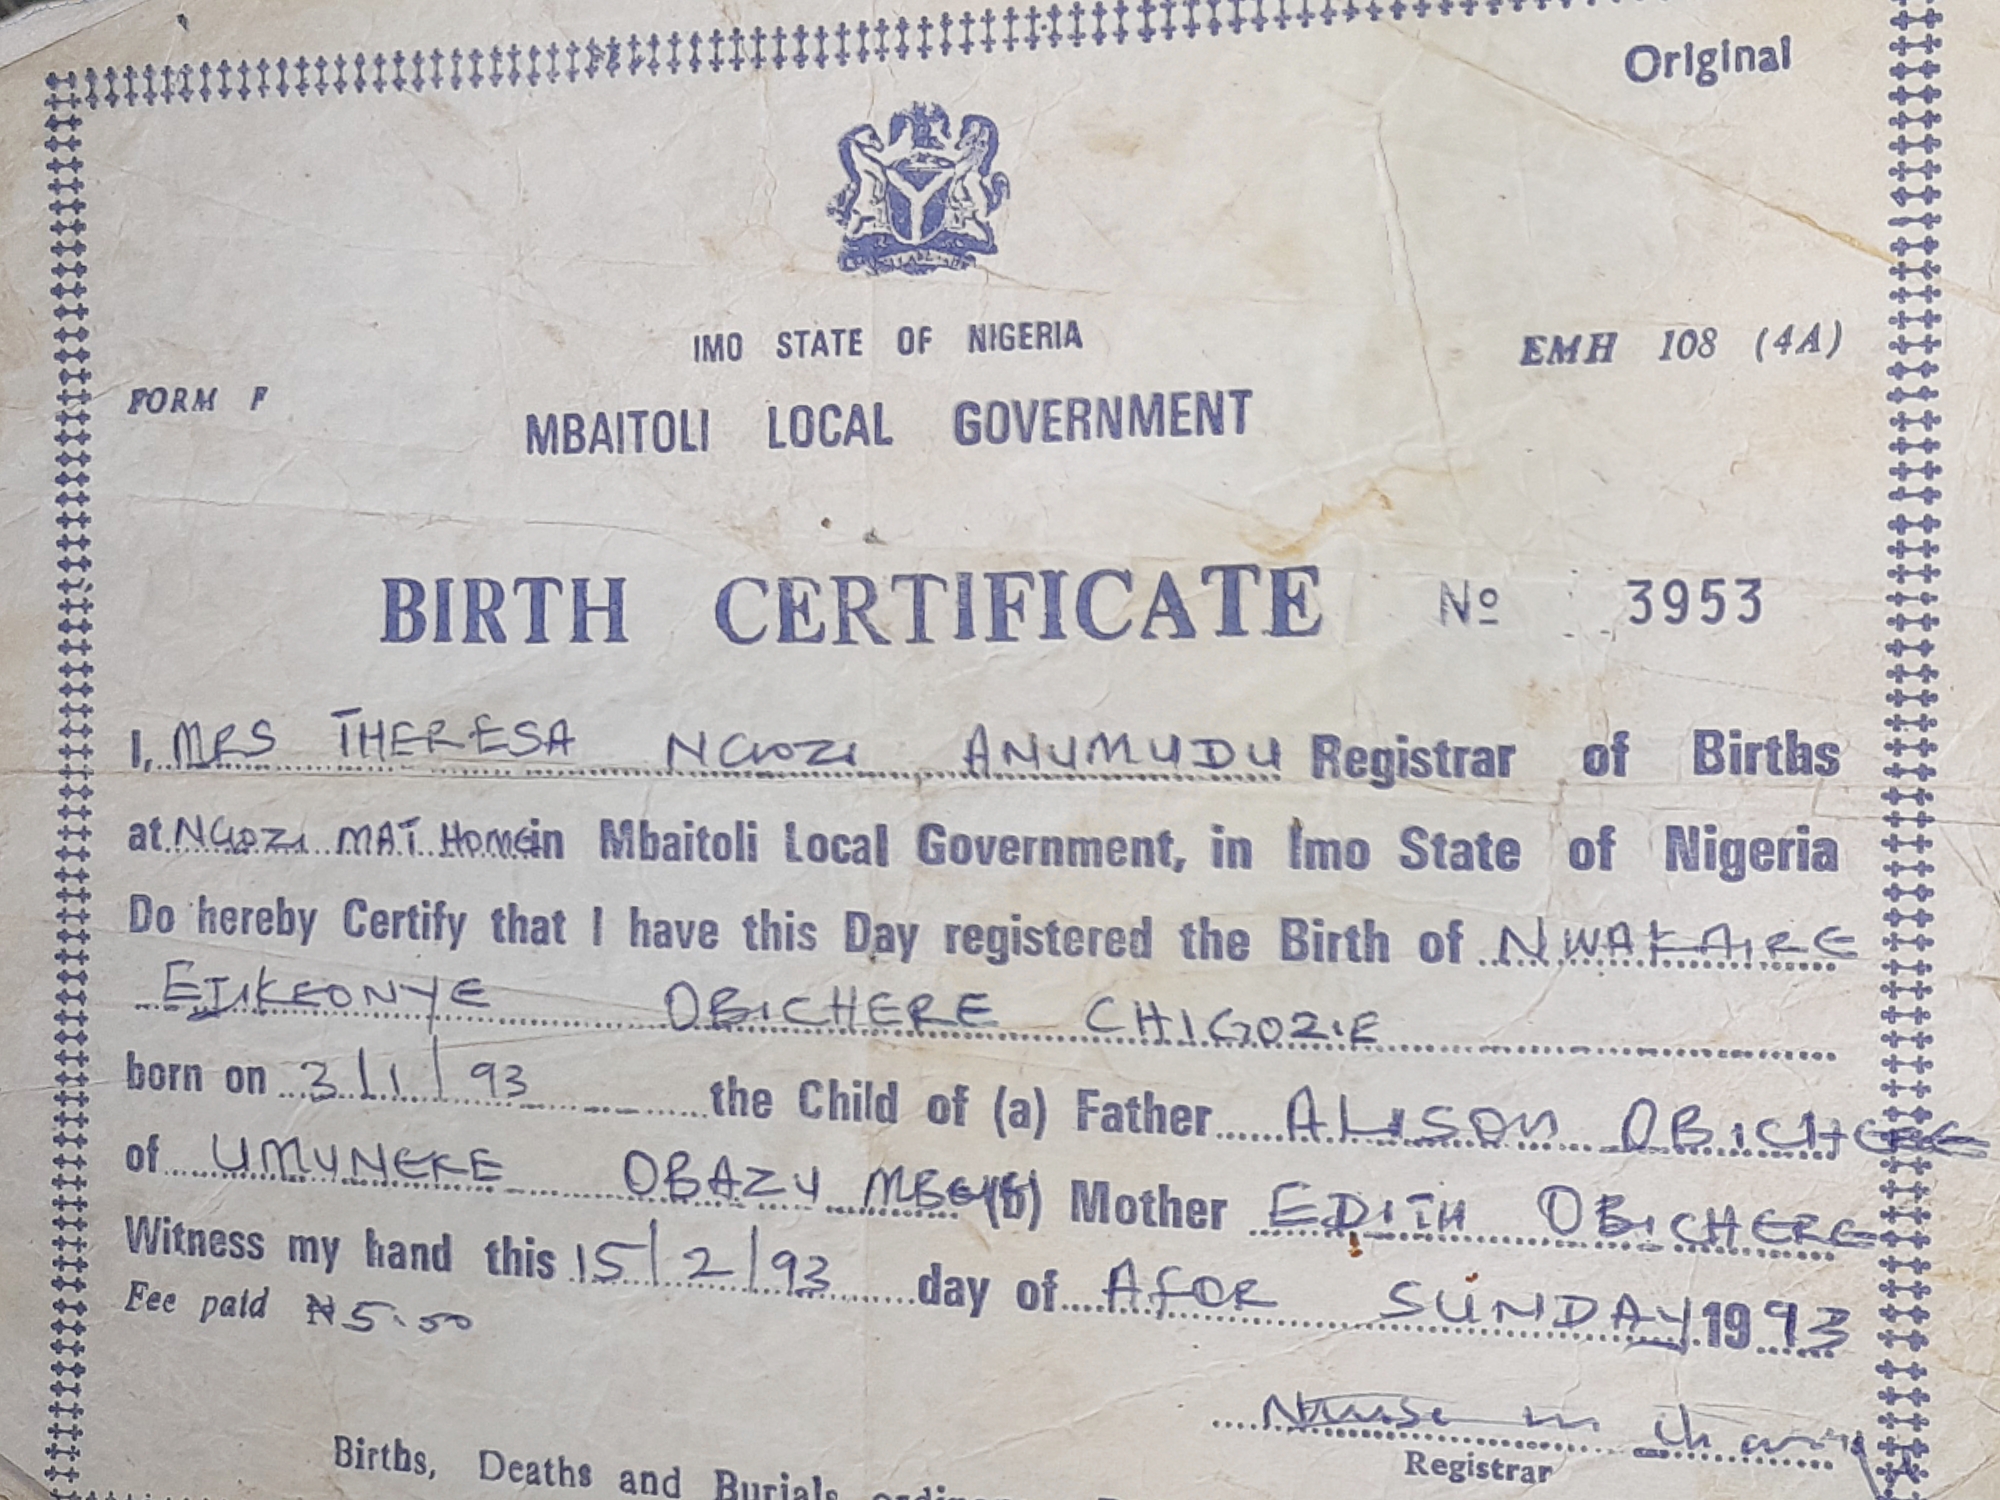 Original
IMO STATE OF NIGERIA
EMH 108 (4A)
FORM F
MBAITOLI LOCAL GOVERNMENT
BIRTH CERTIFICATE Nº 3953
I, MRS THERESA NGOZI ANUMUDU Registrar of Births
at NGOZI MAT HOME in Mbaitoli Local Government, in Imo State of Nigeria
Do hereby Certify that I have this Day registered the Birth of NWAKAIRE
EJIKEONYE OBICHERE CHIGOZIE
born on 3/1/93 the Child of (a) Father ALISON OBICHERE
of UMUNEKE OBAZU (b) Mother EDITH OBICHERE
Witness my hand this 15/2/93 day of AFOR SUNDAY 1993
Fee paid ₦5.50
Nurse in charge
Registrar
Births, Deaths and Burials